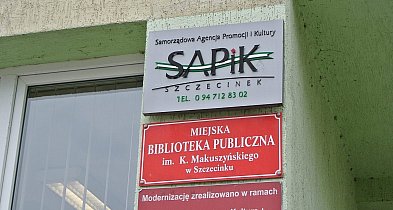 Samorządowa Agencja Promocji i Kultury
SAPiK
SZCZECINEK
TEL. 0 94 712 83 02
MIEJSKA
BIBLIOTEKA PUBLICZNA
im. K. Makuszyńskiego
w Szczecinku
Modernizację zrealizowano w ramach